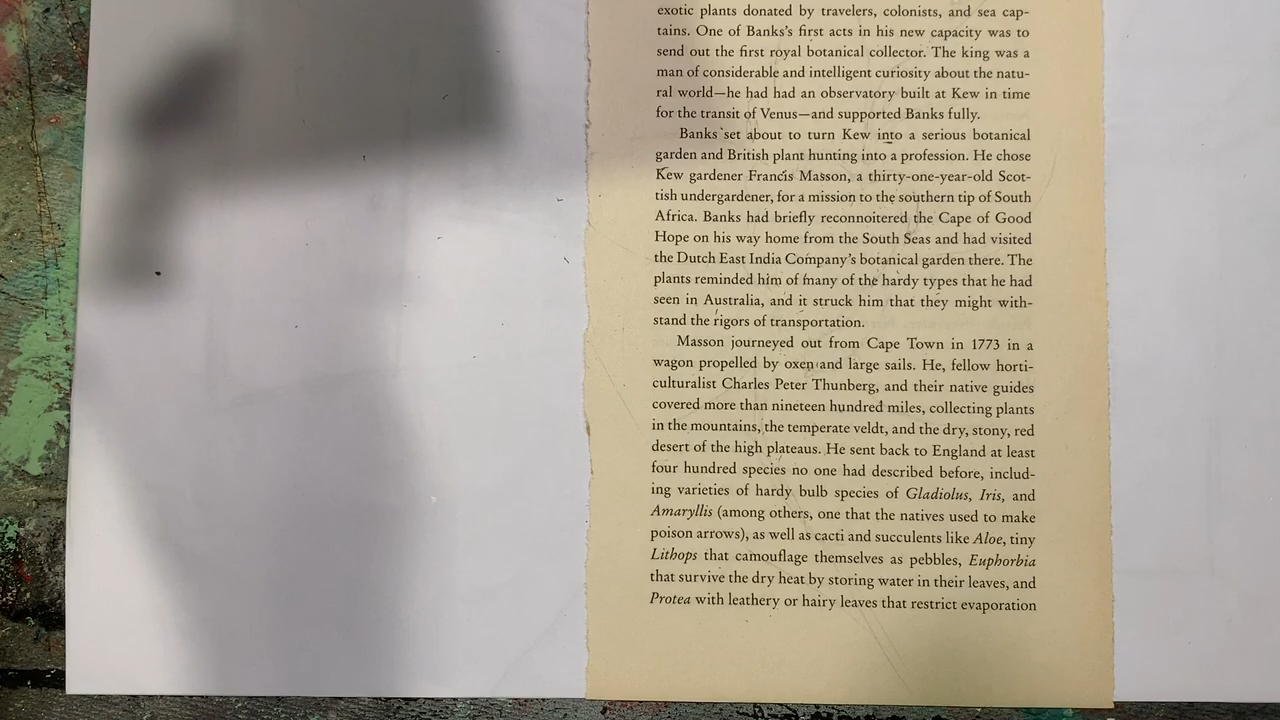 exotic plants donated by travelers, colonists, and sea cap-
tains. One of Banks's first acts in his new capacity was to
send out the first royal botanical collector. The king was a
man of considerable and intelligent curiosity about the natu-
ral world—he had had an observatory built at Kew in time
for the transit of Venus—and supported Banks fully.
Banks set about to turn Kew into a serious botanical
garden and British plant hunting into a profession. He chose
Kew gardener Francis Masson, a thirty-one-year-old Scot-
tish undergardener, for a mission to the southern tip of South
Africa. Banks had briefly reconnoitered the Cape of Good
Hope on his way home from the South Seas and had visited
the Dutch East India Company's botanical garden there. The
plants reminded him of many of the hardy types that he had
seen in Australia, and it struck him that they might with-
stand the rigors of transportation.
Masson journeyed out from Cape Town in 1773 in a
wagon propelled by oxen and large sails. He, fellow horti-
culturalist Charles Peter Thunberg, and their native guides
covered more than nineteen hundred miles, collecting plants
in the mountains, the temperate veldt, and the dry, stony, red
desert of the high plateaus. He sent back to England at least
four hundred species no one had described before, includ-
ing varieties of hardy bulb species of Gladiolus, Iris, and
Amaryllis (among others, one that the natives used to make
poison arrows), as well as cacti and succulents like Aloe, tiny
Lithops that camouflage themselves as pebbles, Euphorbia
that survive the dry heat by storing water in their leaves, and
Protea with leathery or hairy leaves that restrict evaporation